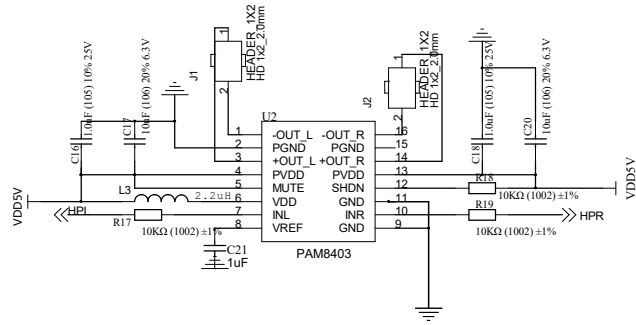 1
HEADER 1X2
HD 1x2_2.0mm
J1
2
1.0uF (105) 10% 25V
C16
10uF (106) 20% 6.3V
C17
1
HEADER 1X2
HD 1x2_2.0mm
J2
2
1.0uF (105) 10% 25V
C18
10uF (106) 20% 6.3V
C20
U2
1 -OUT_L -OUT_R 16
2 PGND PGND 15
3 +OUT_L +OUT_R 14
4 PVDD PVDD 13
5 MUTE SHDN 12
6 VDD GND 11
7 INL INR 10
8 VREF GND 9
PAM8403
VDD5V
L3
2.2uH
HPL
R17
10KΩ (1002) ±1%
C21
1uF
R18
10KΩ (1002) ±1%
VDD5V
R19
HPR
10KΩ (1002) ±1%